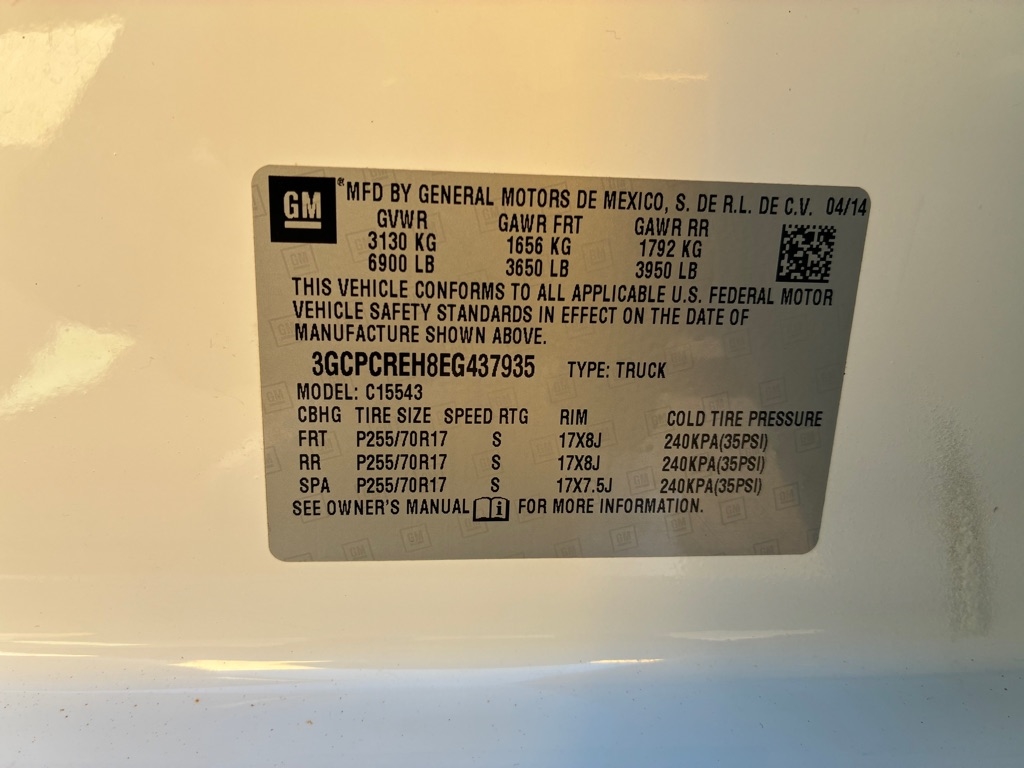 GM ®MFD BY GENERAL MOTORS DE MEXICO, S. DE R.L. DE C.V. 04/14
GVWR GAWR FRT GAWR RR
3130 KG 1656 KG 1792 KG
6900 LB 3650 LB 3950 LB
THIS VEHICLE CONFORMS TO ALL APPLICABLE U.S. FEDERAL MOTOR
VEHICLE SAFETY STANDARDS IN EFFECT ON THE DATE OF
MANUFACTURE SHOWN ABOVE.
3GCPCREH8EG437935 TYPE: TRUCK
MODEL: C15543
CBHG TIRE SIZE SPEED RTG RIM COLD TIRE PRESSURE
FRT P255/70R17 S 17X8J 240KPA(35PSI)
RR P255/70R17 S 17X8J 240KPA(35PSI)
SPA P255/70R17 S 17X7.5J 240KPA(35PSI)
SEE OWNER'S MANUAL i FOR MORE INFORMATION.